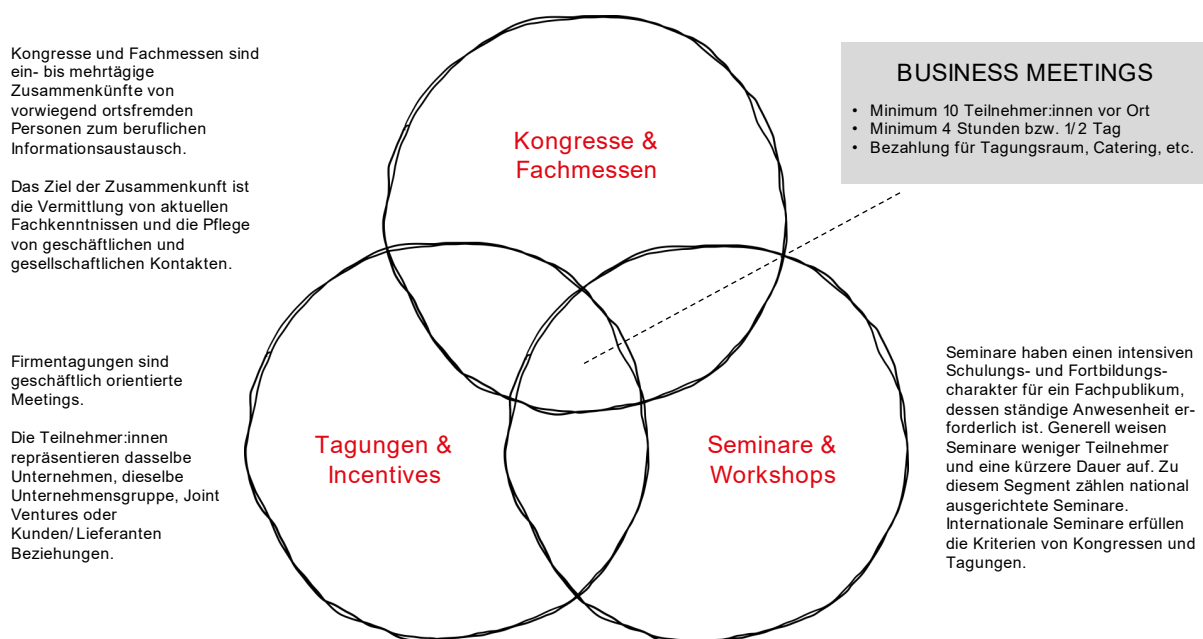 Kongresse und Fachmessen sind
ein- bis mehrtägige
Zusammenkünfte von
vorwiegend ortsfremden
Personen zum beruflichen
Informationsaustausch.
Das Ziel der Zusammenkunft ist
die Vermittlung von aktuellen
Fachkenntnissen und die Pflege
von geschäftlichen und
gesellschaftlichen Kontakten.
Kongresse &
Fachmessen
BUSINESS MEETINGS
• Minimum 10 Teilnehmer:innen vor Ort
• Minimum 4 Stunden bzw. 1/2 Tag
• Bezahlung für Tagungsraum, Catering, etc.
Firmentagungen sind
geschäftlich orientierte
Meetings.
Die Teilnehmer:innen
repräsentieren dasselbe
Unternehmen, dieselbe
Unternehmensgruppe, Joint
Ventures oder
Kunden/Lieferanten
Beziehungen.
Tagungen &
Incentives
Seminare &
Workshops
Seminare haben einen intensiven
Schulungs- und Fortbildungs-
charakter für ein Fachpublikum,
dessen ständige Anwesenheit er-
forderlich ist. Generell weisen
Seminare weniger Teilnehmer
und eine kürzere Dauer auf. Zu
diesem Segment zählen national
ausgerichtete Seminare.
Internationale Seminare erfüllen
die Kriterien von Kongressen und
Tagungen.